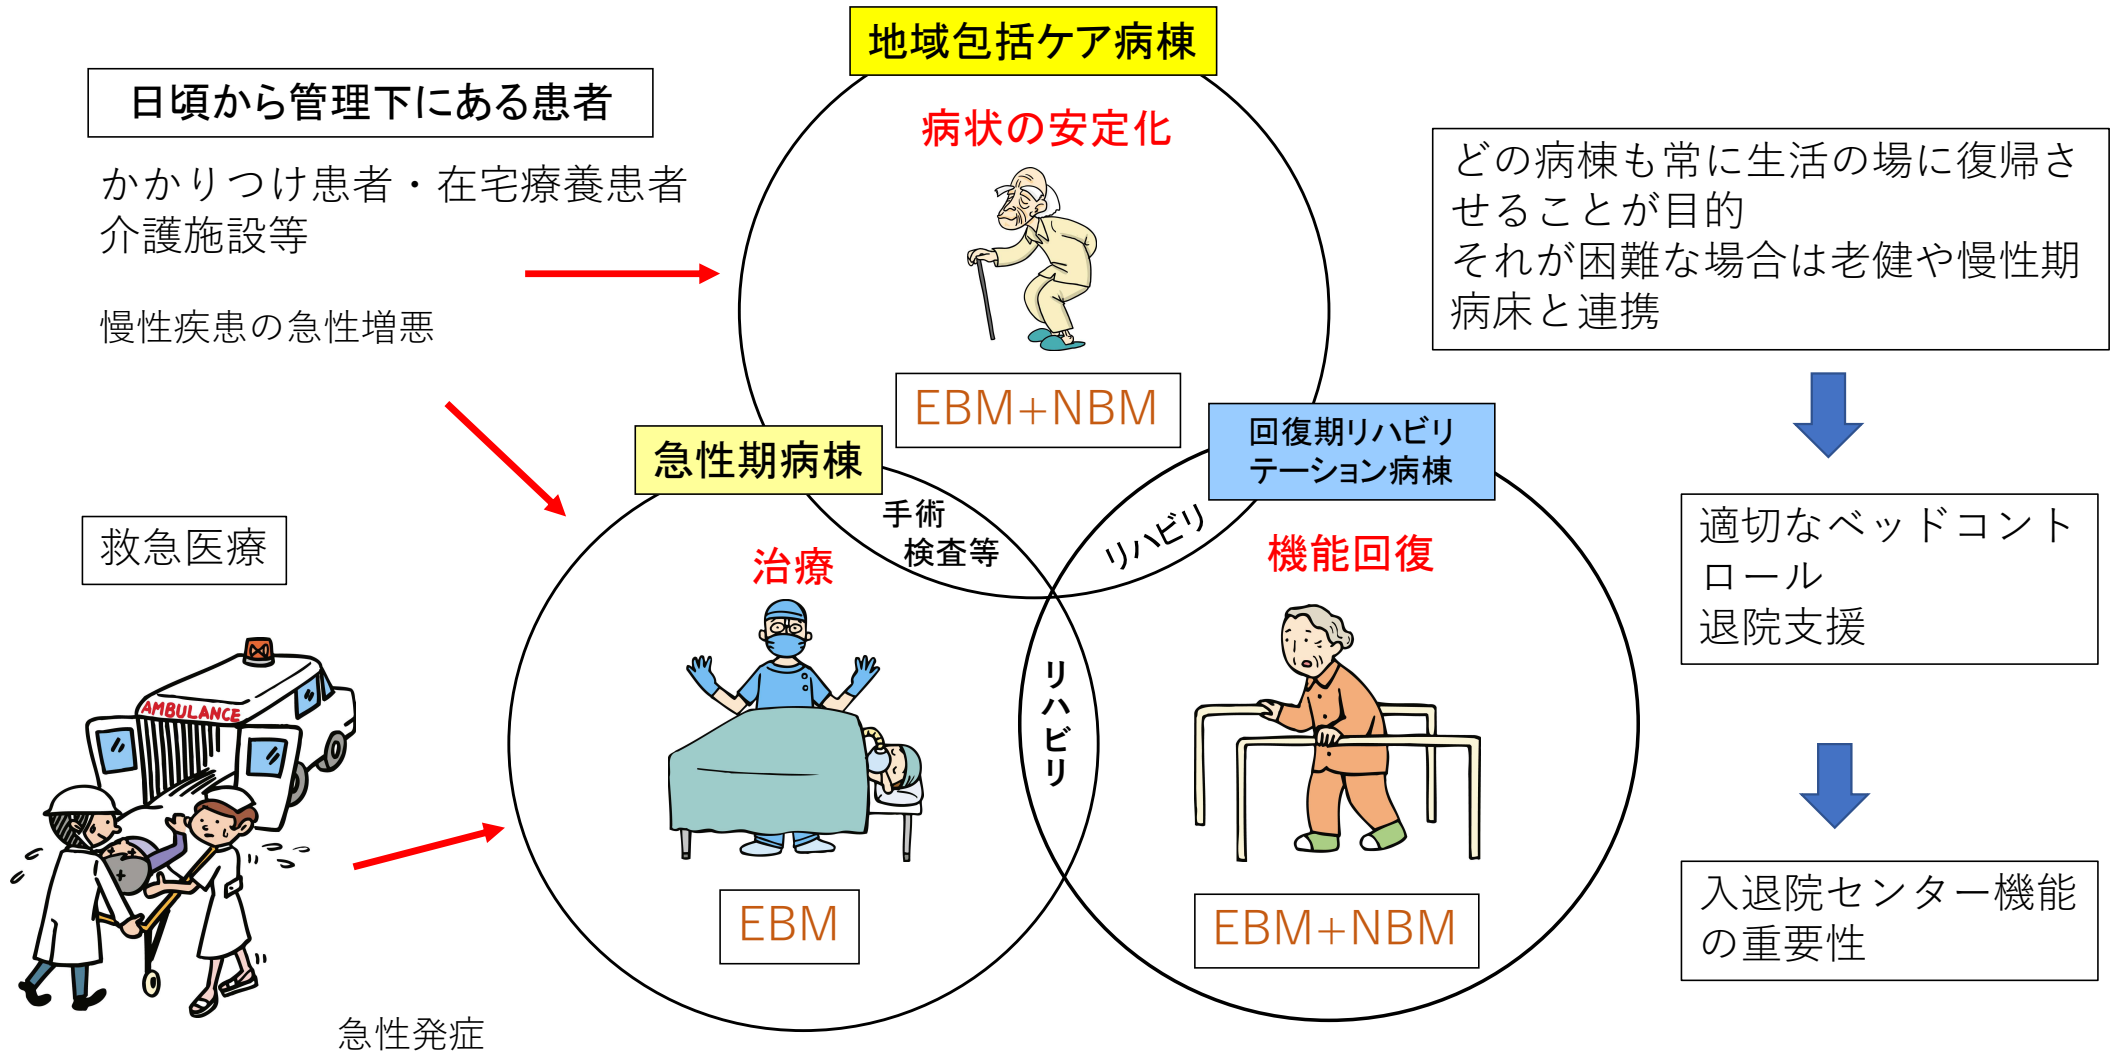 地域包括ケア病棟
日頃から管理下にある患者
病状の安定化
かかりつけ患者・在宅療養患者
介護施設等
慢性疾患の急性増悪
どの病棟も常に生活の場に復帰さ
せることが目的
それが困難な場合は老健や慢性期
病床と連携
EBM+NBM
急性期病棟
回復期リハビリ
テーション病棟
手術
検査等
リハビリ
治療
機能回復
救急医療
適切なベッドコント
ロール
退院支援
リハビリ
AMBULANCE
EBM
EBM+NBM
入退院センター機能
の重要性
急性発症